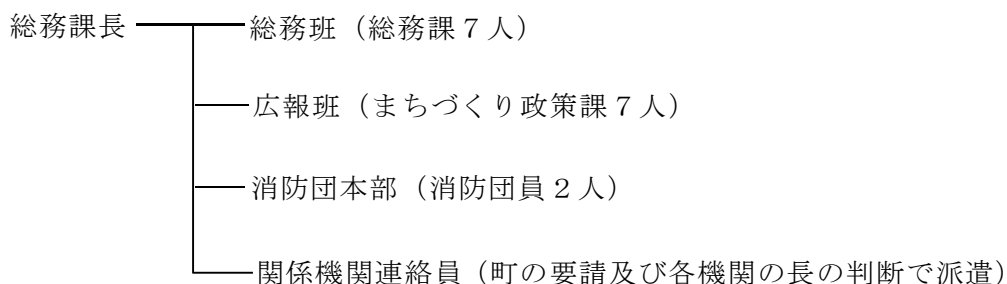 総務課長
総務班（総務課７人）
広報班（まちづくり政策課７人）
消防団本部（消防団員２人）
関係機関連絡員（町の要請及び各機関の長の判断で派遣）